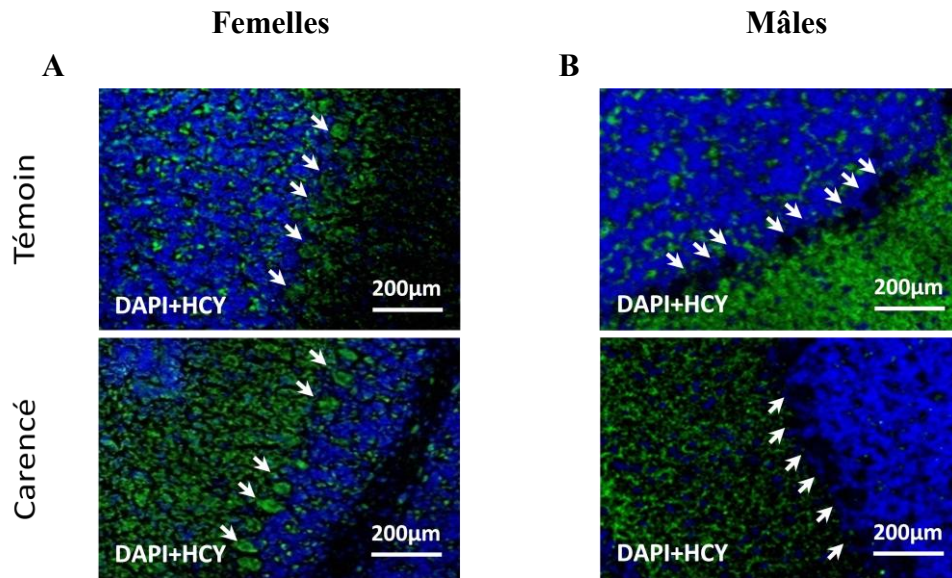 Femelles Mâles
A B
Témoin
DAPI+HCY 200µm
DAPI+HCY 200µm
Carencé
DAPI+HCY 200µm
DAPI+HCY 200µm